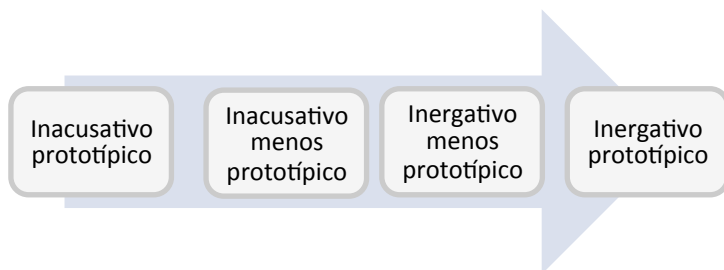 Inacusativo
prototípico
Inacusativo
menos
prototípico
Inergativo
menos
prototípico
Inergativo
prototípico